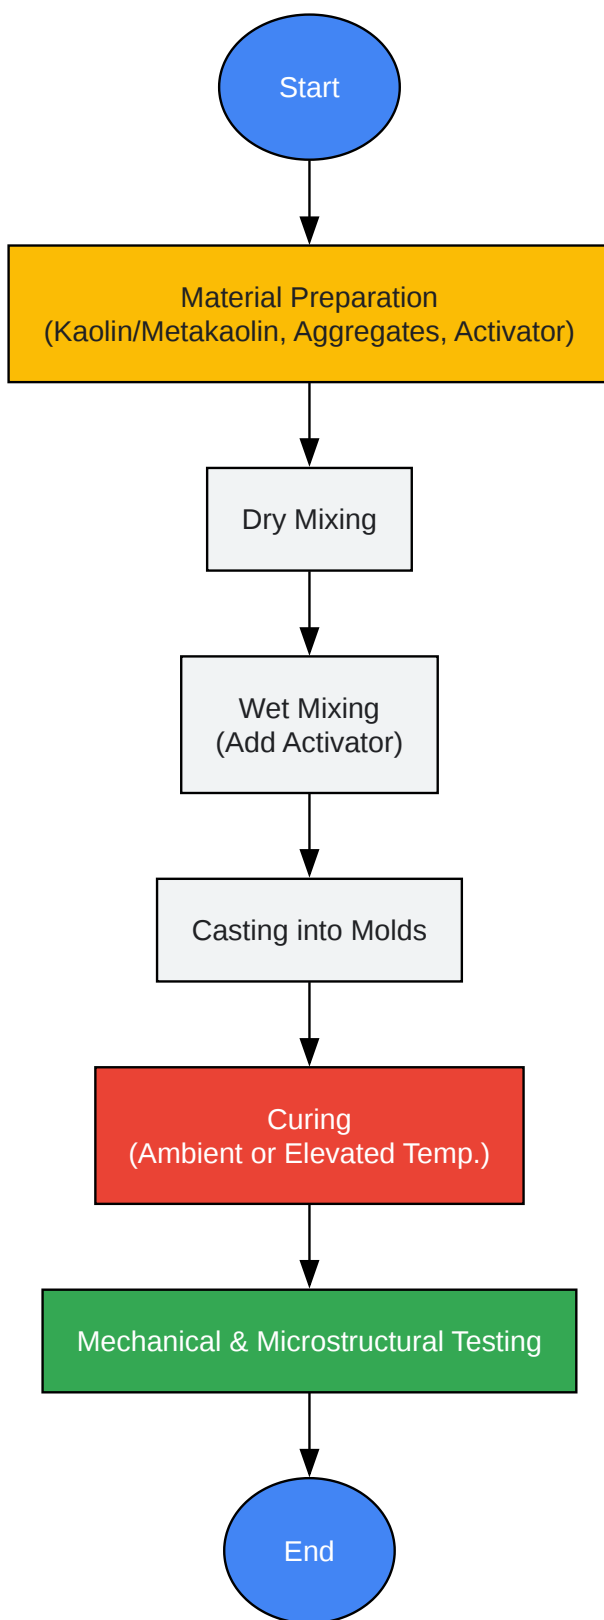 Start
Material Preparation
(Kaolin/Metakaolin, Aggregates, Activator)
Dry Mixing
Wet Mixing
(Add Activator)
Casting into Molds
Curing
(Ambient or Elevated Temp.)
Mechanical & Microstructural Testing
End